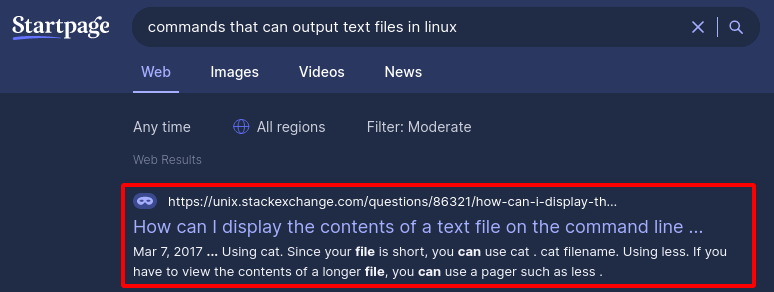 Startpage
commands that can output text files in linux
Web Images Videos News
Any time All regions Filter: Moderate
Web Results
https://unix.stackexchange.com/questions/86321/how-can-i-display-th...
How can I display the contents of a text file on the command line ...
Mar 7, 2017 ... Using cat. Since your file is short, you can use cat . cat filename. Using less. If you
have to view the contents of a longer file, you can use a pager such as less .